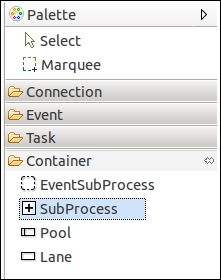 Palette
Select
Marquee
Connection
Event
Task
Container
EventSubProcess
SubProcess
Pool
Lane